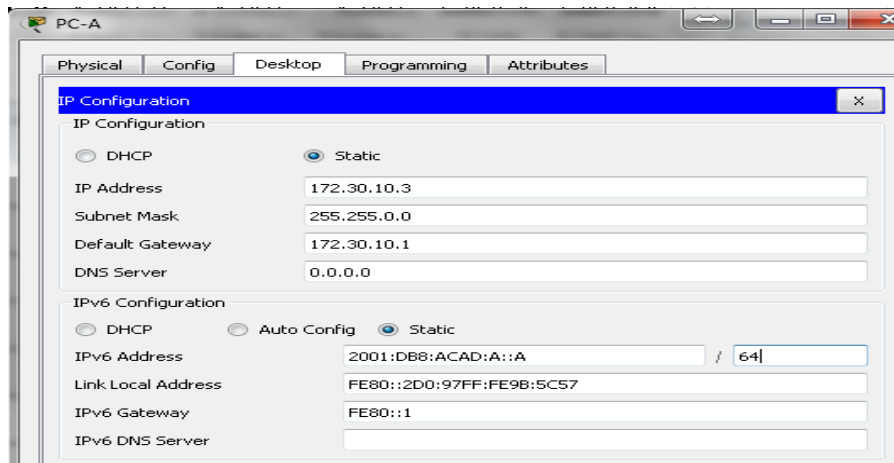 PC-A
Physical Config Desktop Programming Attributes
IP Configuration X
IP Configuration
DHCP Static
IP Address 172.30.10.3
Subnet Mask 255.255.0.0
Default Gateway 172.30.10.1
DNS Server 0.0.0.0
IPv6 Configuration
DHCP Auto Config Static
IPv6 Address 2001:DB8:ACAD:A::A / 64
Link Local Address FE80::2D0:97FF:FE9B:5C57
IPv6 Gateway FE80::1
IPv6 DNS Server